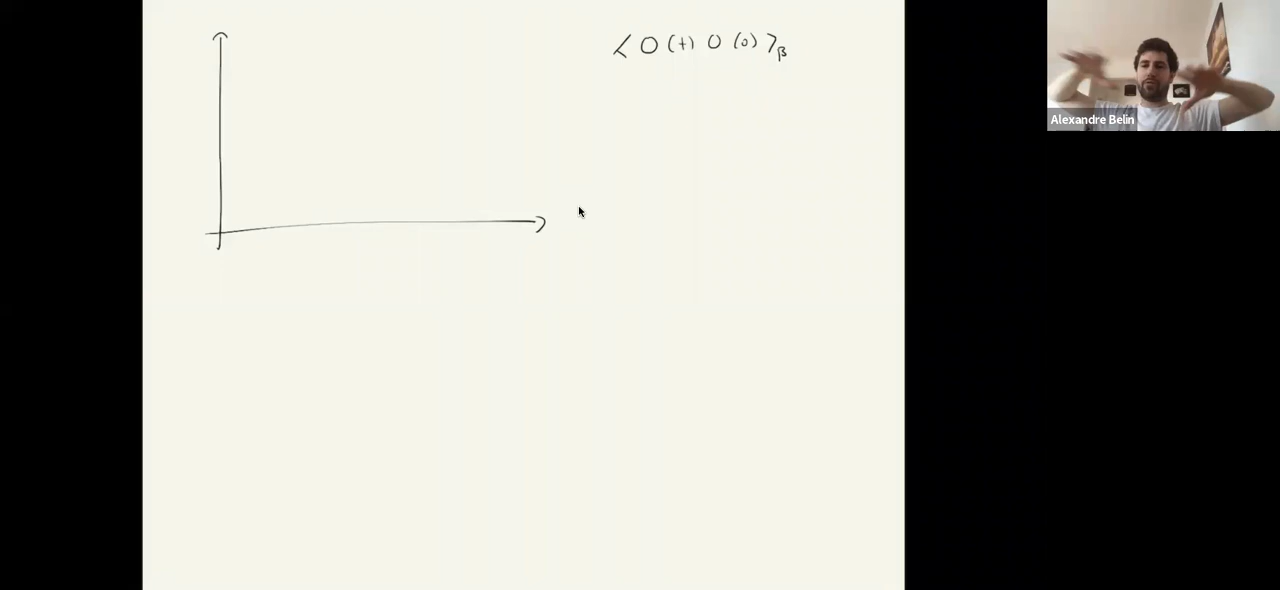 < O (t) O (0) >β
Alexandre Belin